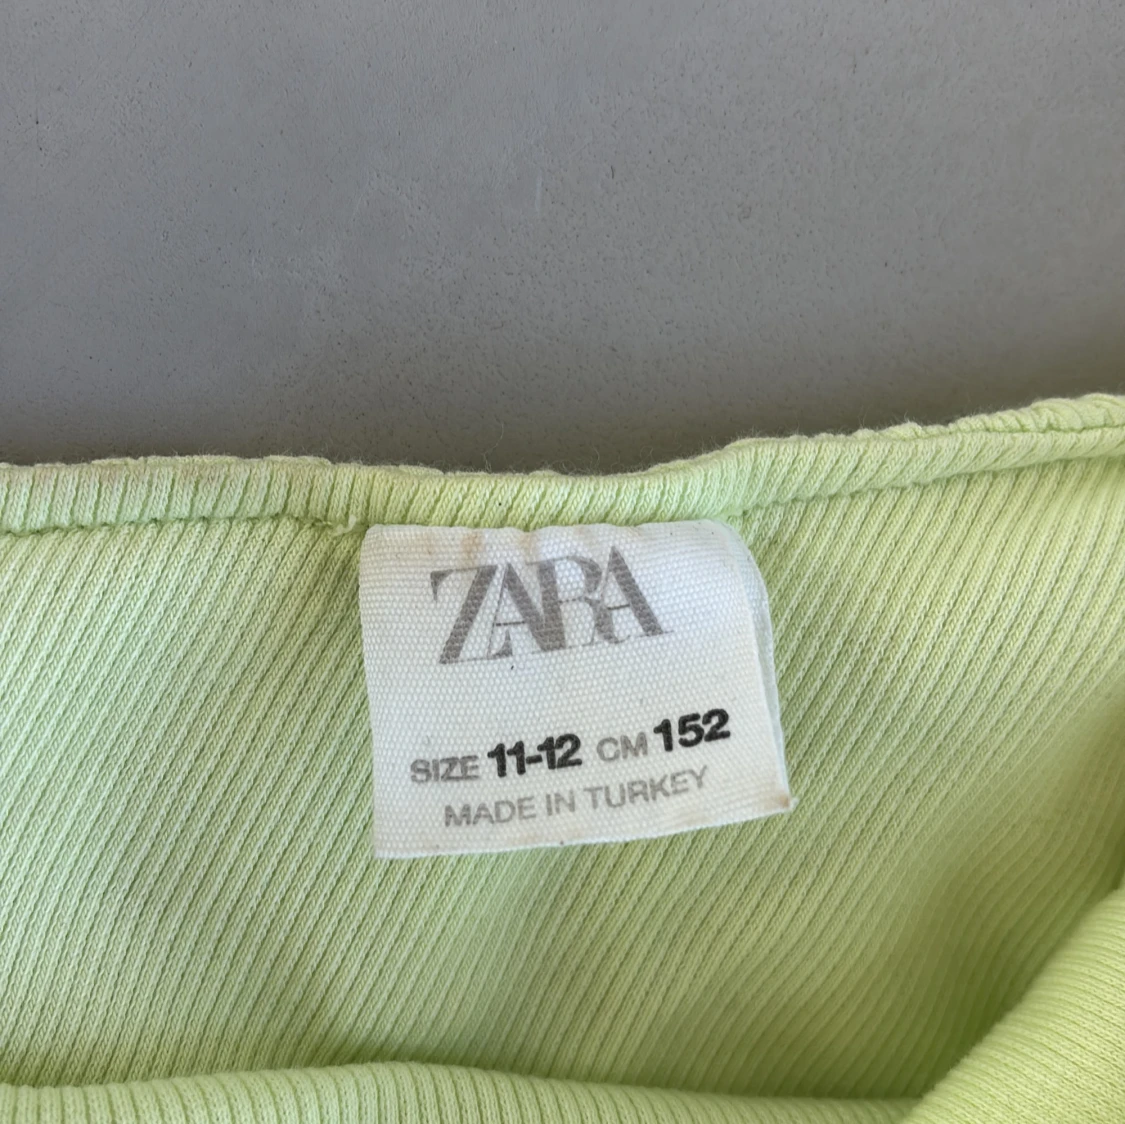 ZARA
SIZE 11-12 CM 152
MADE IN TURKEY